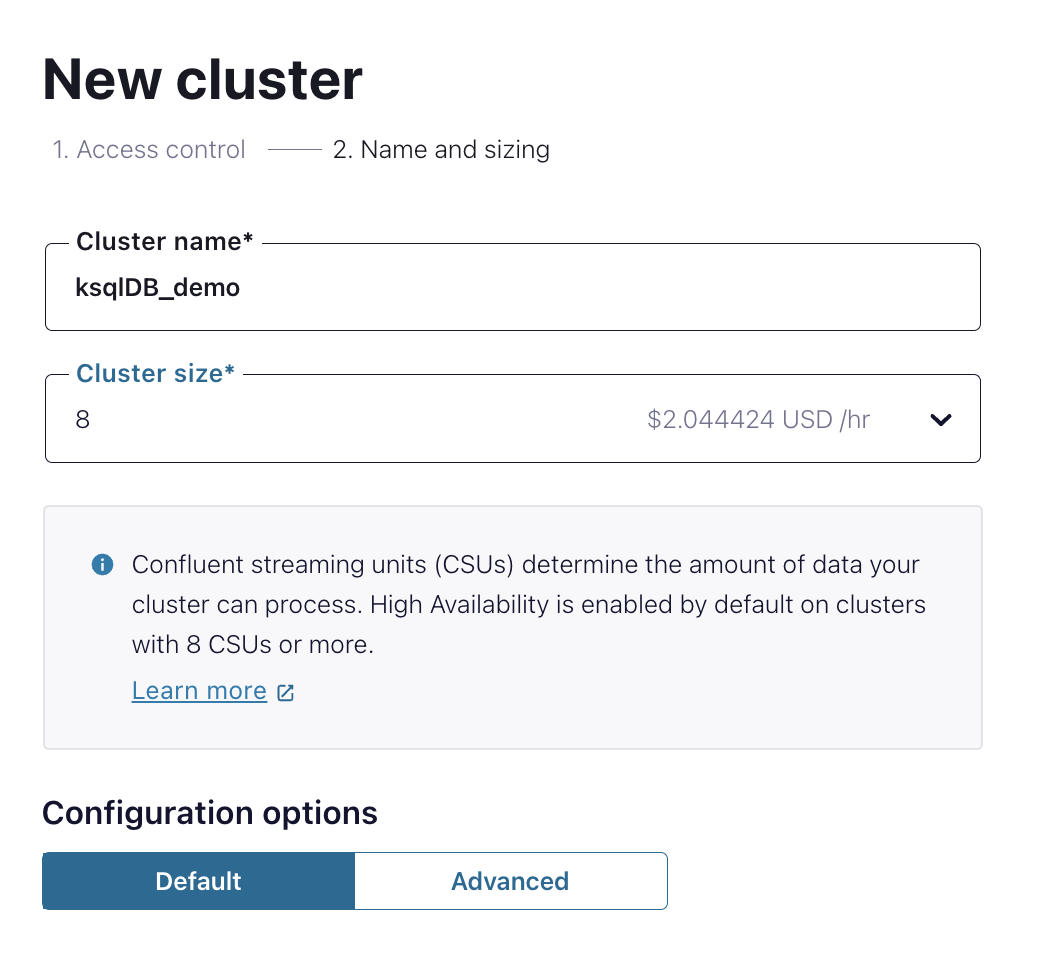 New cluster
1. Access control 2. Name and sizing
Cluster name*
ksqlDB_demo
Cluster size*
8 $2.044424 USD /hr
Confluent streaming units (CSUs) determine the amount of data your
cluster can process. High Availability is enabled by default on clusters
with 8 CSUs or more.
Learn more
Configuration options
Default Advanced